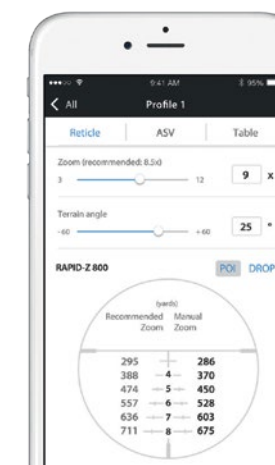 9:41 AM 95%
All Profile 1
Reticle ASV Table
Zoom (recommended: 8.5x)
3 12 9 x
Terrain angle
-60 +60 25 °
RAPID-Z 800 POI DROP
(yards)
Recommended Manual
Zoom Zoom
295 286
388 4 370
474 5 450
557 6 528
636 7 603
711 8 675